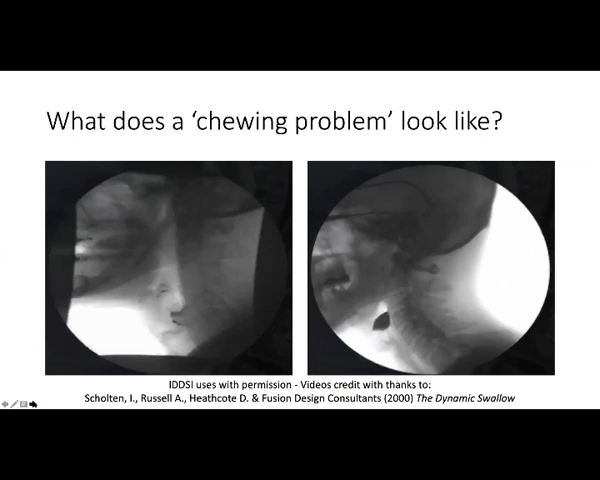 What does a ‘chewing problem’ look like?
IDDSI uses with permission - Videos credit with thanks to:
Scholten, I., Russell A., Heathcote D. & Fusion Design Consultants (2000) The Dynamic Swallow